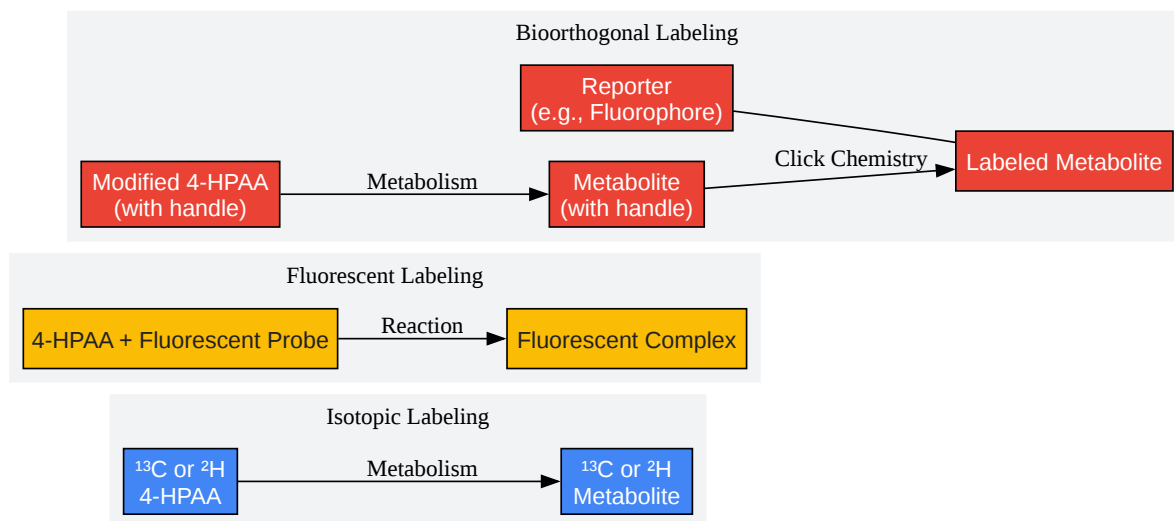 Bioorthogonal Labeling
Reporter
(e.g., Fluorophore)
Modified 4-HPAA
(with handle)
Metabolism
Metabolite
(with handle)
Click Chemistry
Labeled Metabolite
Fluorescent Labeling
4-HPAA + Fluorescent Probe
Reaction
Fluorescent Complex
Isotopic Labeling
¹³C or ²H
4-HPAA
Metabolism
¹³C or ²H
Metabolite